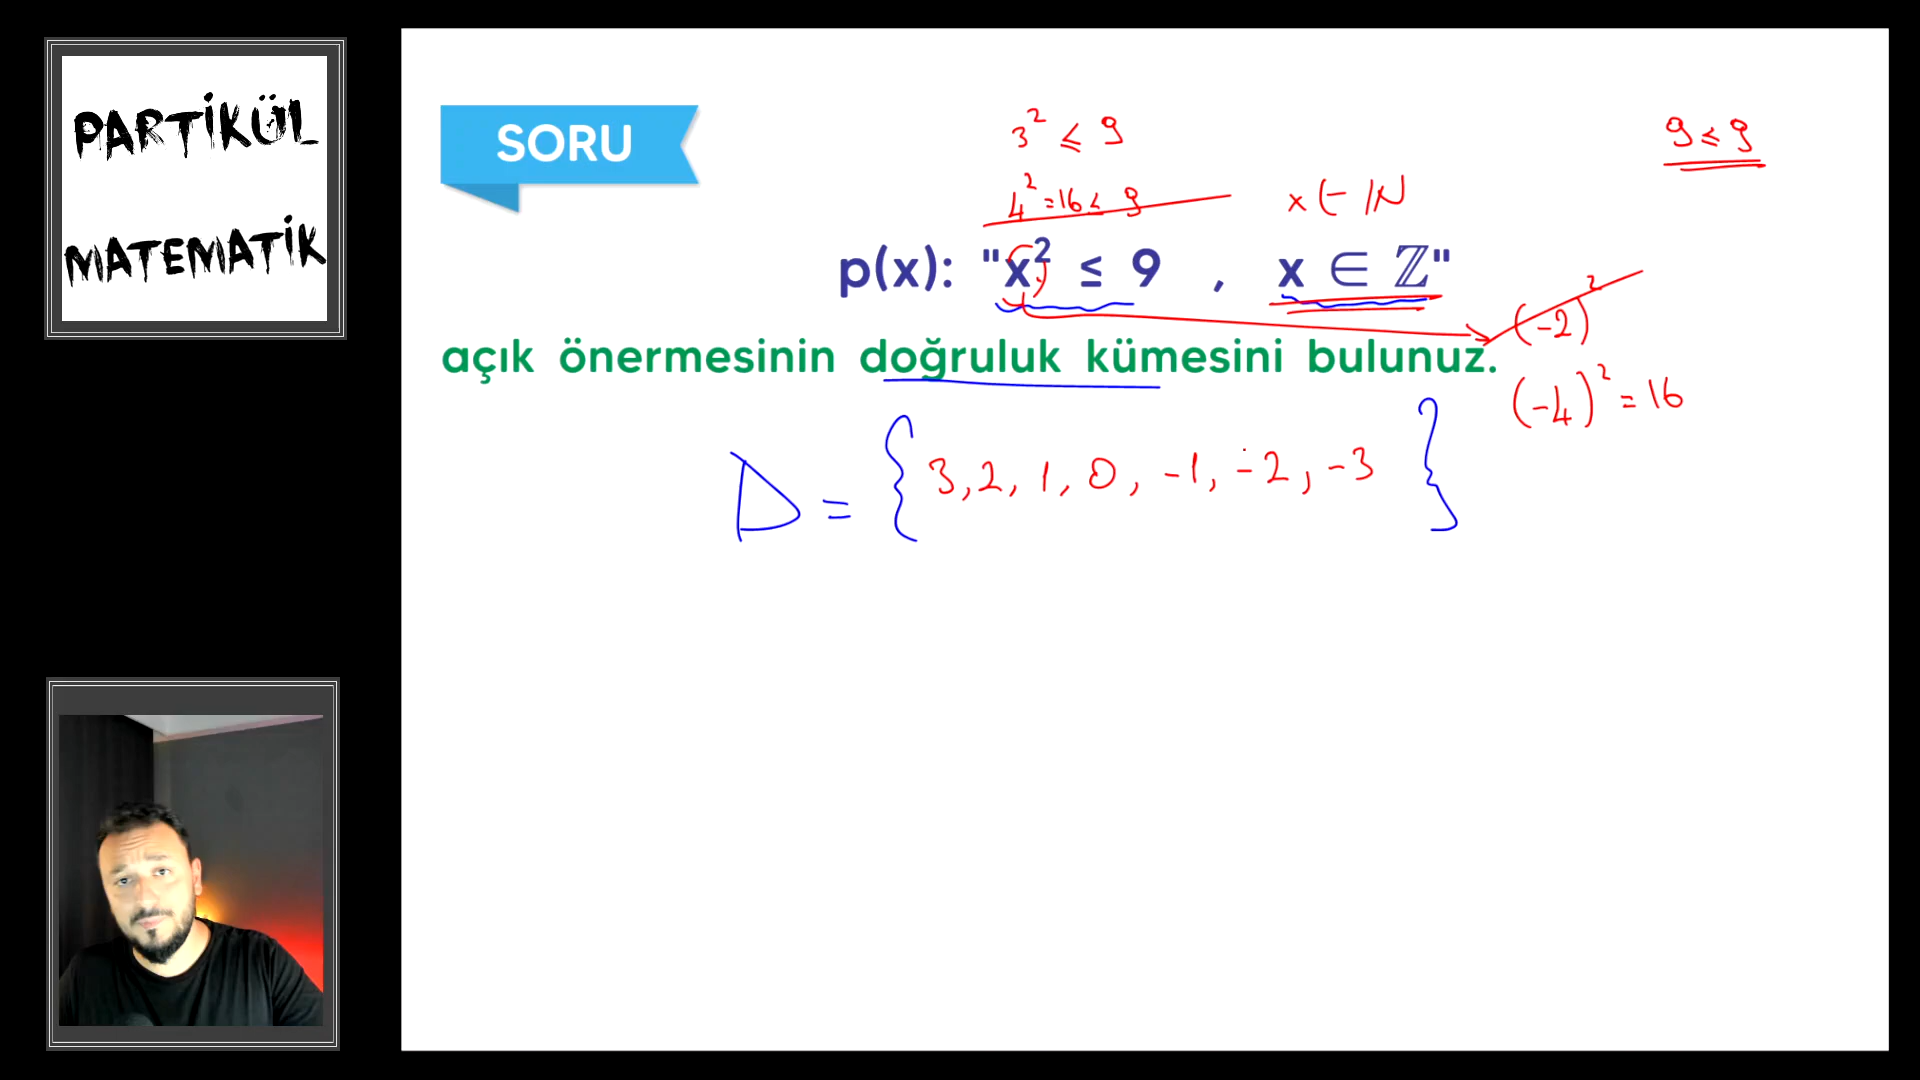 PARTİKÜL
MATEMATİK
SORU
3² ≤ 9
9 ≤ 9
4² = 16 ≤ 9
x ∈ ℕ
p(x): "x² ≤ 9 , x ∈ ℤ"
(-2)²
açık önermesinin doğruluk kümesini bulunuz.
(-4)² = 16
D = { 3, 2, 1, 0, -1, -2, -3 }